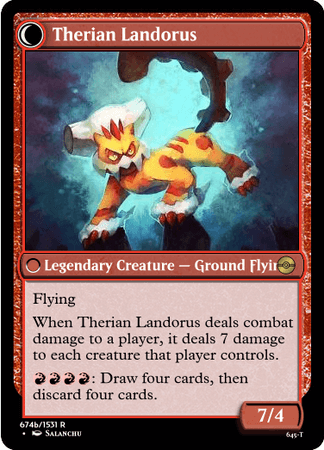 Therian Landorus
Legendary Creature — Ground Flyin
Flying
When Therian Landorus deals combat
damage to a player, it deals 7 damage
to each creature that player controls.
: Draw four cards, then
discard four cards.
7/4
674b/1531 R
• Salanchu
645-T